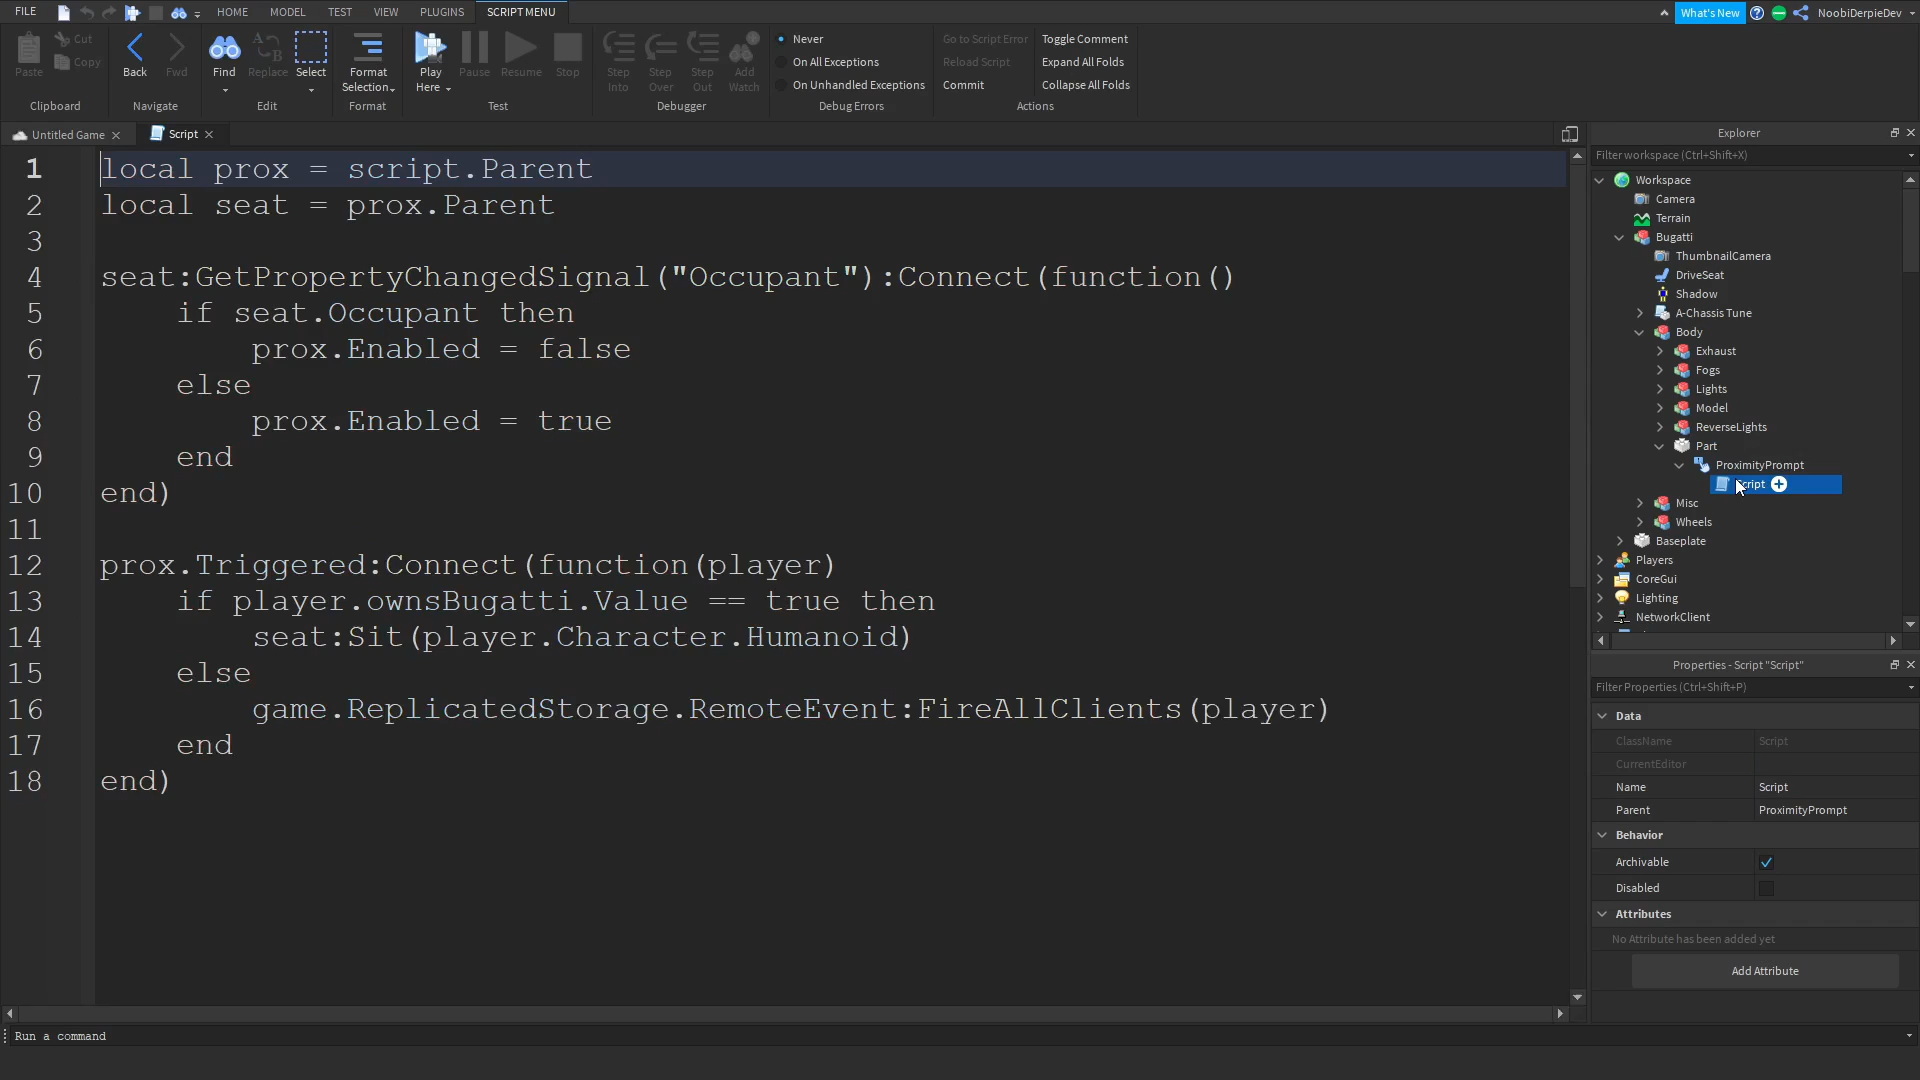 FILE
HOME
MODEL
TEST
VIEW
PLUGINS
SCRIPT MENU
What's New
NoobiDerpieDev
Paste
Cut
Copy
Clipboard
Back
Fwd
Navigate
Find
Replace
Select
Edit
Format
Selection
Format
Play
Here
Pause
Resume
Stop
Test
Step
Into
Step
Over
Step
Out
Add
Watch
Debugger
Never
On All Exceptions
On Unhandled Exceptions
Debug Errors
Go to Script Error
Reload Script
Commit
Toggle Comment
Expand All Folds
Collapse All Folds
Actions
Untitled Game
Script
1 local prox = script.Parent
2 local seat = prox.Parent
3
4 seat:GetPropertyChangedSignal("Occupant"):Connect(function()
5 if seat.Occupant then
6 prox.Enabled = false
7 else
8 prox.Enabled = true
9 end
10 end)
11
12 prox.Triggered:Connect(function(player)
13 if player.ownsBugatti.Value == true then
14 seat:Sit(player.Character.Humanoid)
15 else
16 game.ReplicatedStorage.RemoteEvent:FireAllClients(player)
17 end
18 end)
Run a command
Explorer
Filter workspace (Ctrl+Shift+X)
Workspace
Camera
Terrain
Bugatti
ThumbnailCamera
DriveSeat
Shadow
A-Chassis Tune
Body
Exhaust
Fogs
Lights
Model
ReverseLights
Part
ProximityPrompt
Script
Misc
Wheels
Baseplate
Players
CoreGui
Lighting
NetworkClient
Properties - Script "Script"
Filter Properties (Ctrl+Shift+P)
Data
ClassName Script
CurrentEditor
Name Script
Parent ProximityPrompt
Behavior
Archivable
Disabled
Attributes
No Attribute has been added yet
Add Attribute